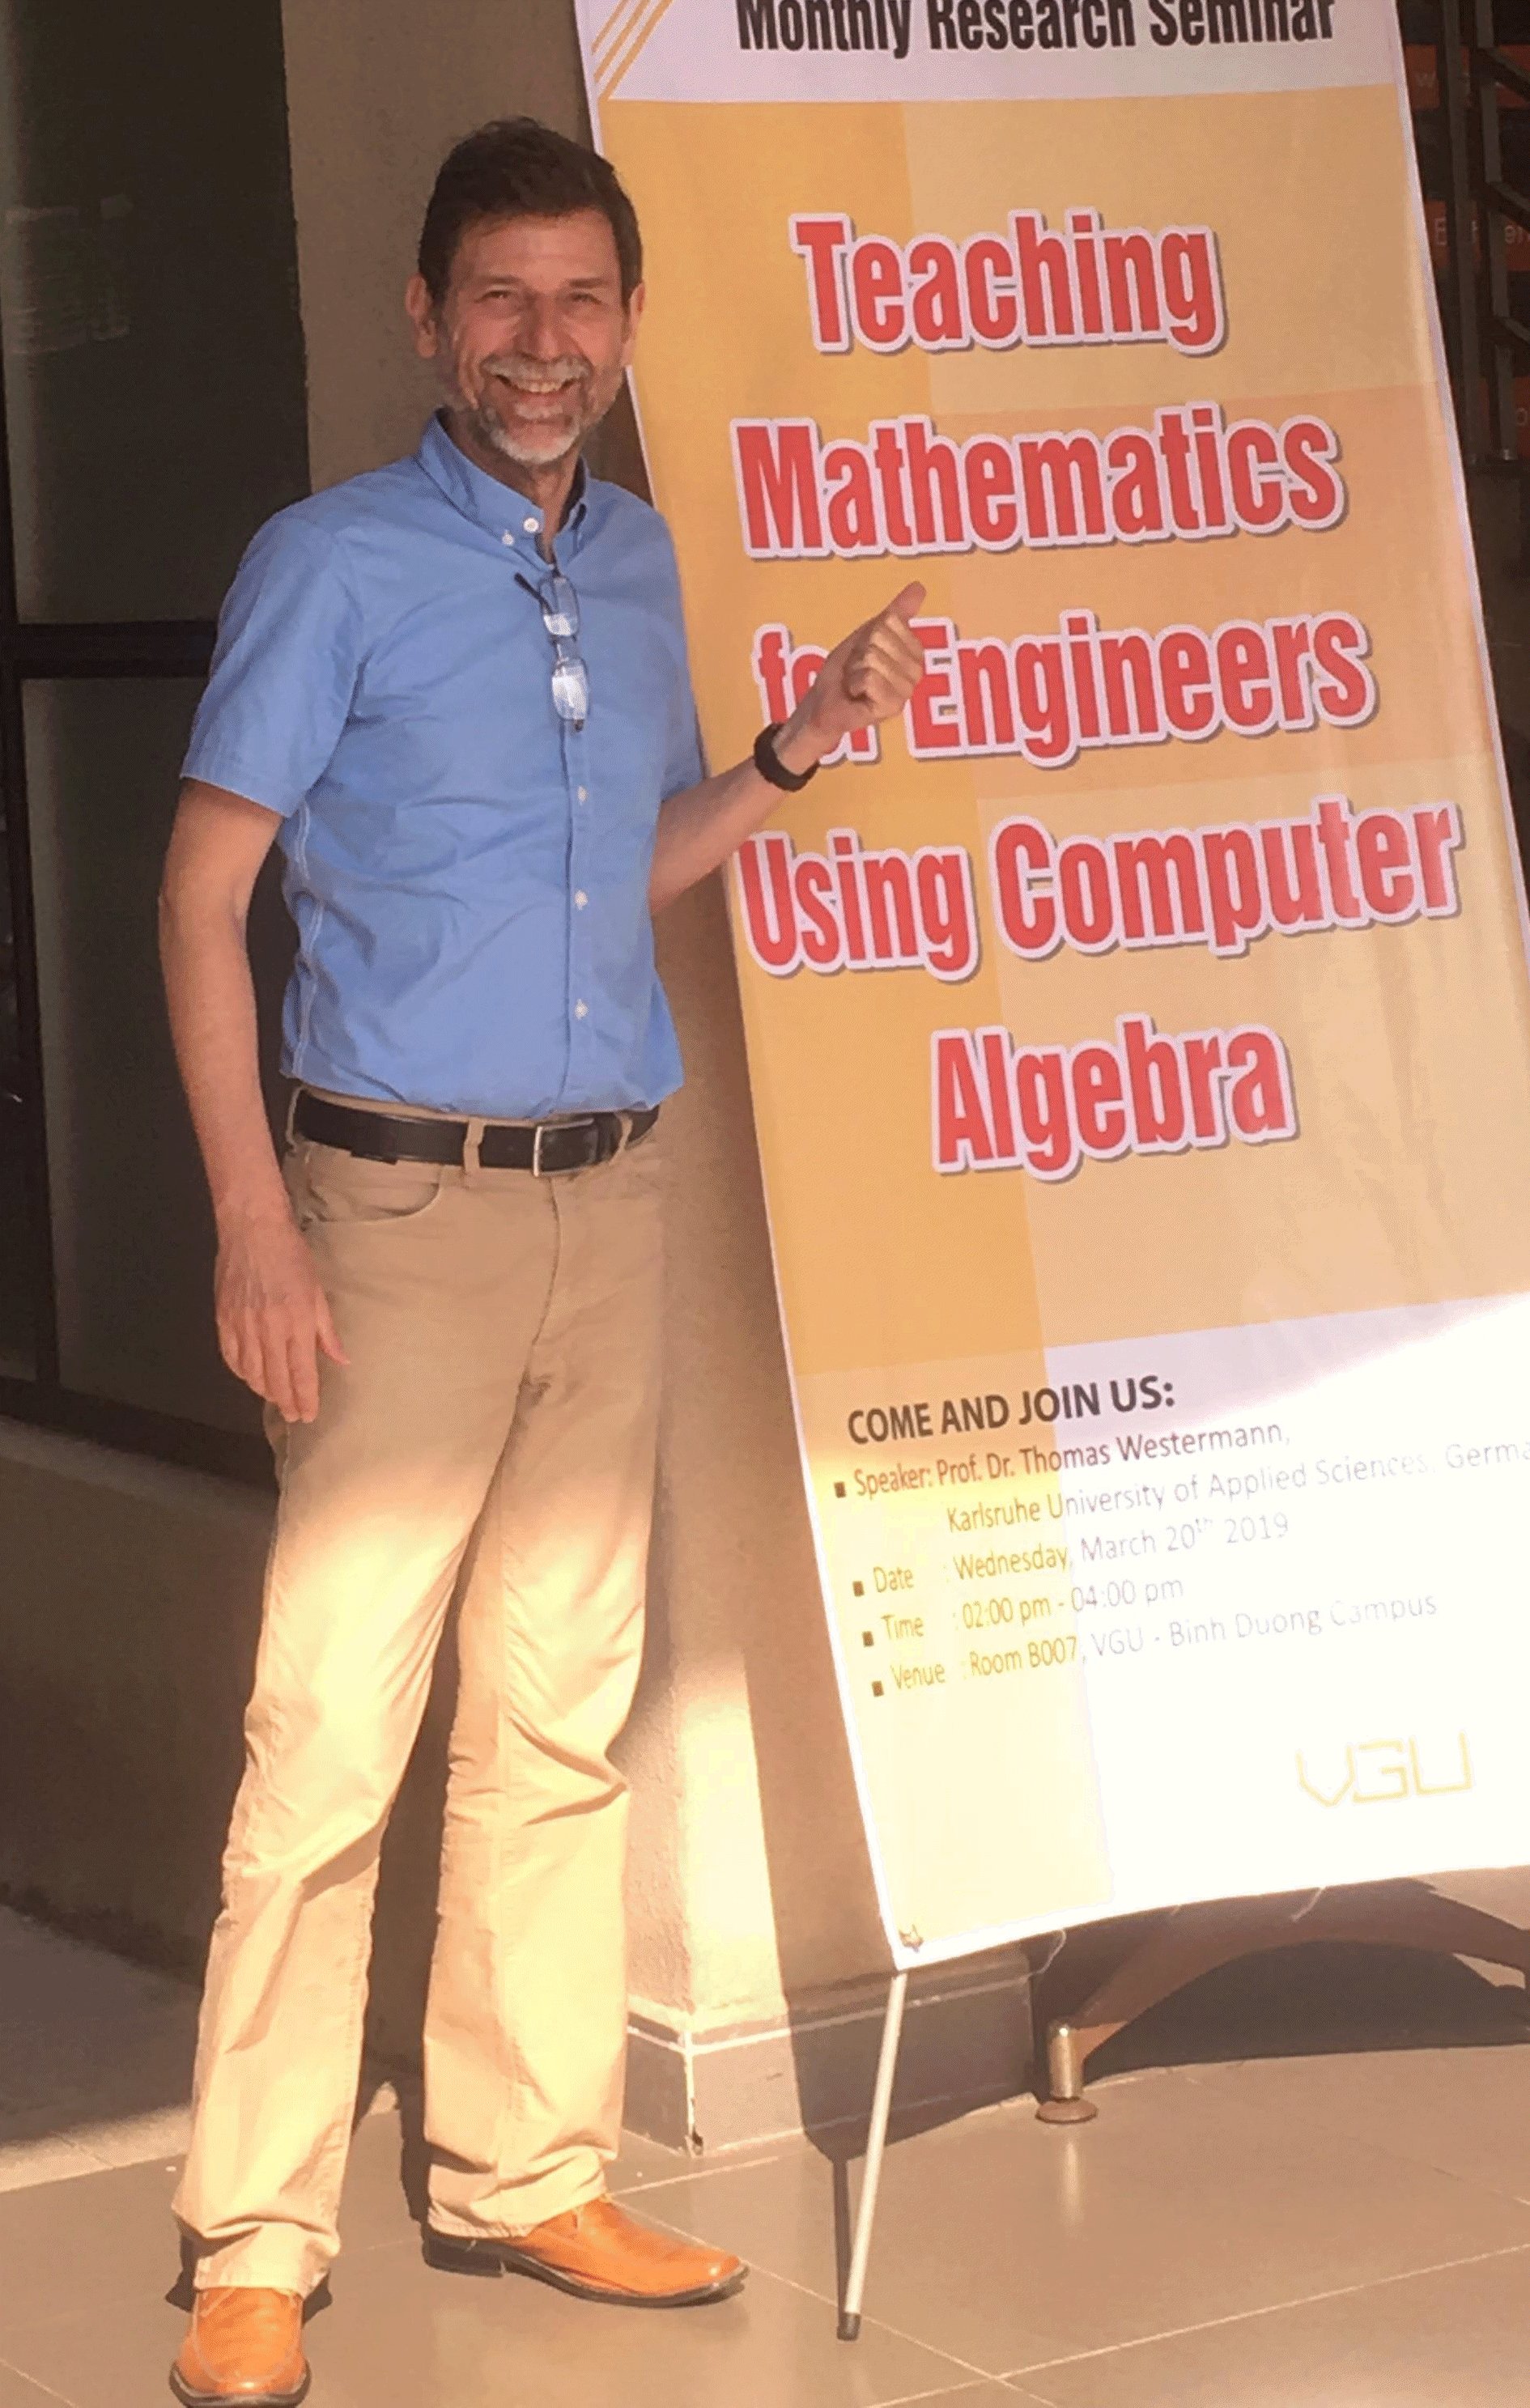 Monthly Research Seminar
Teaching
Mathematics
for Engineers
Using Computer
Algebra
COME AND JOIN US:
▪ Speaker: Prof. Dr. Thomas Westermann,
Karlsruhe University of Applied Sciences, Germa
▪ Date : Wednesday, March 20th 2019
▪ Time : 02:00 pm - 04:00 pm
▪ Venue : Room B007, VGU - Binh Duong Campus
VGU